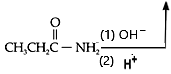 O
CH₃CH₂C – NH₂ (1) OH⁻
(2) H⁺